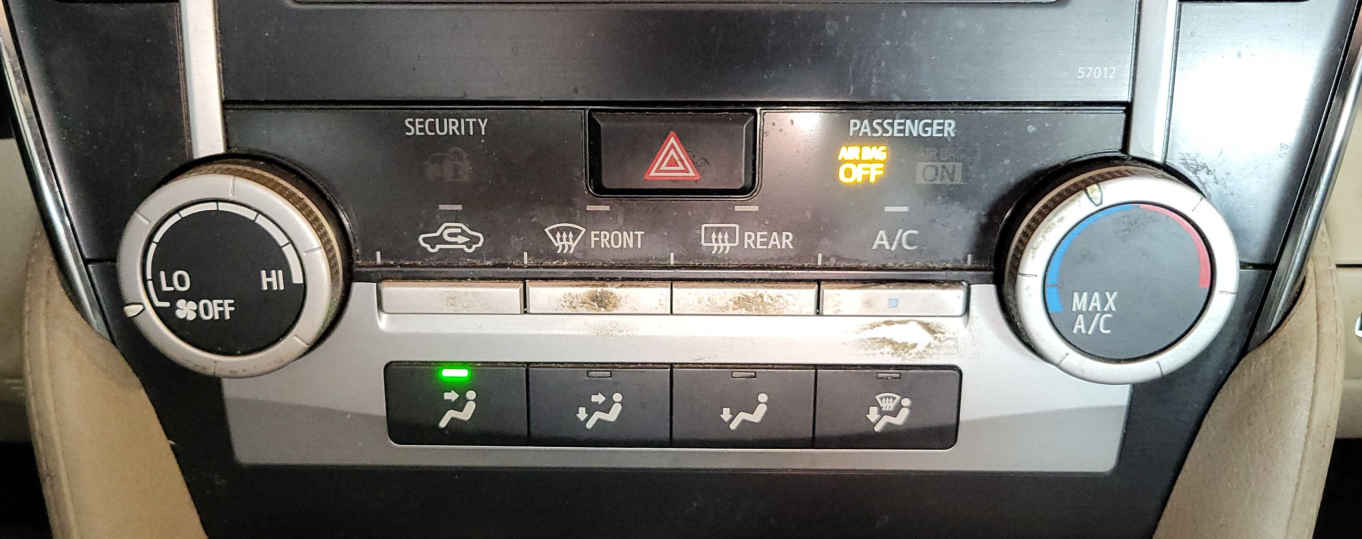 57012
SECURITY
PASSENGER
AIR BAG
OFF
ON
FRONT
REAR
A/C
LO
HI
OFF
MAX
A/C